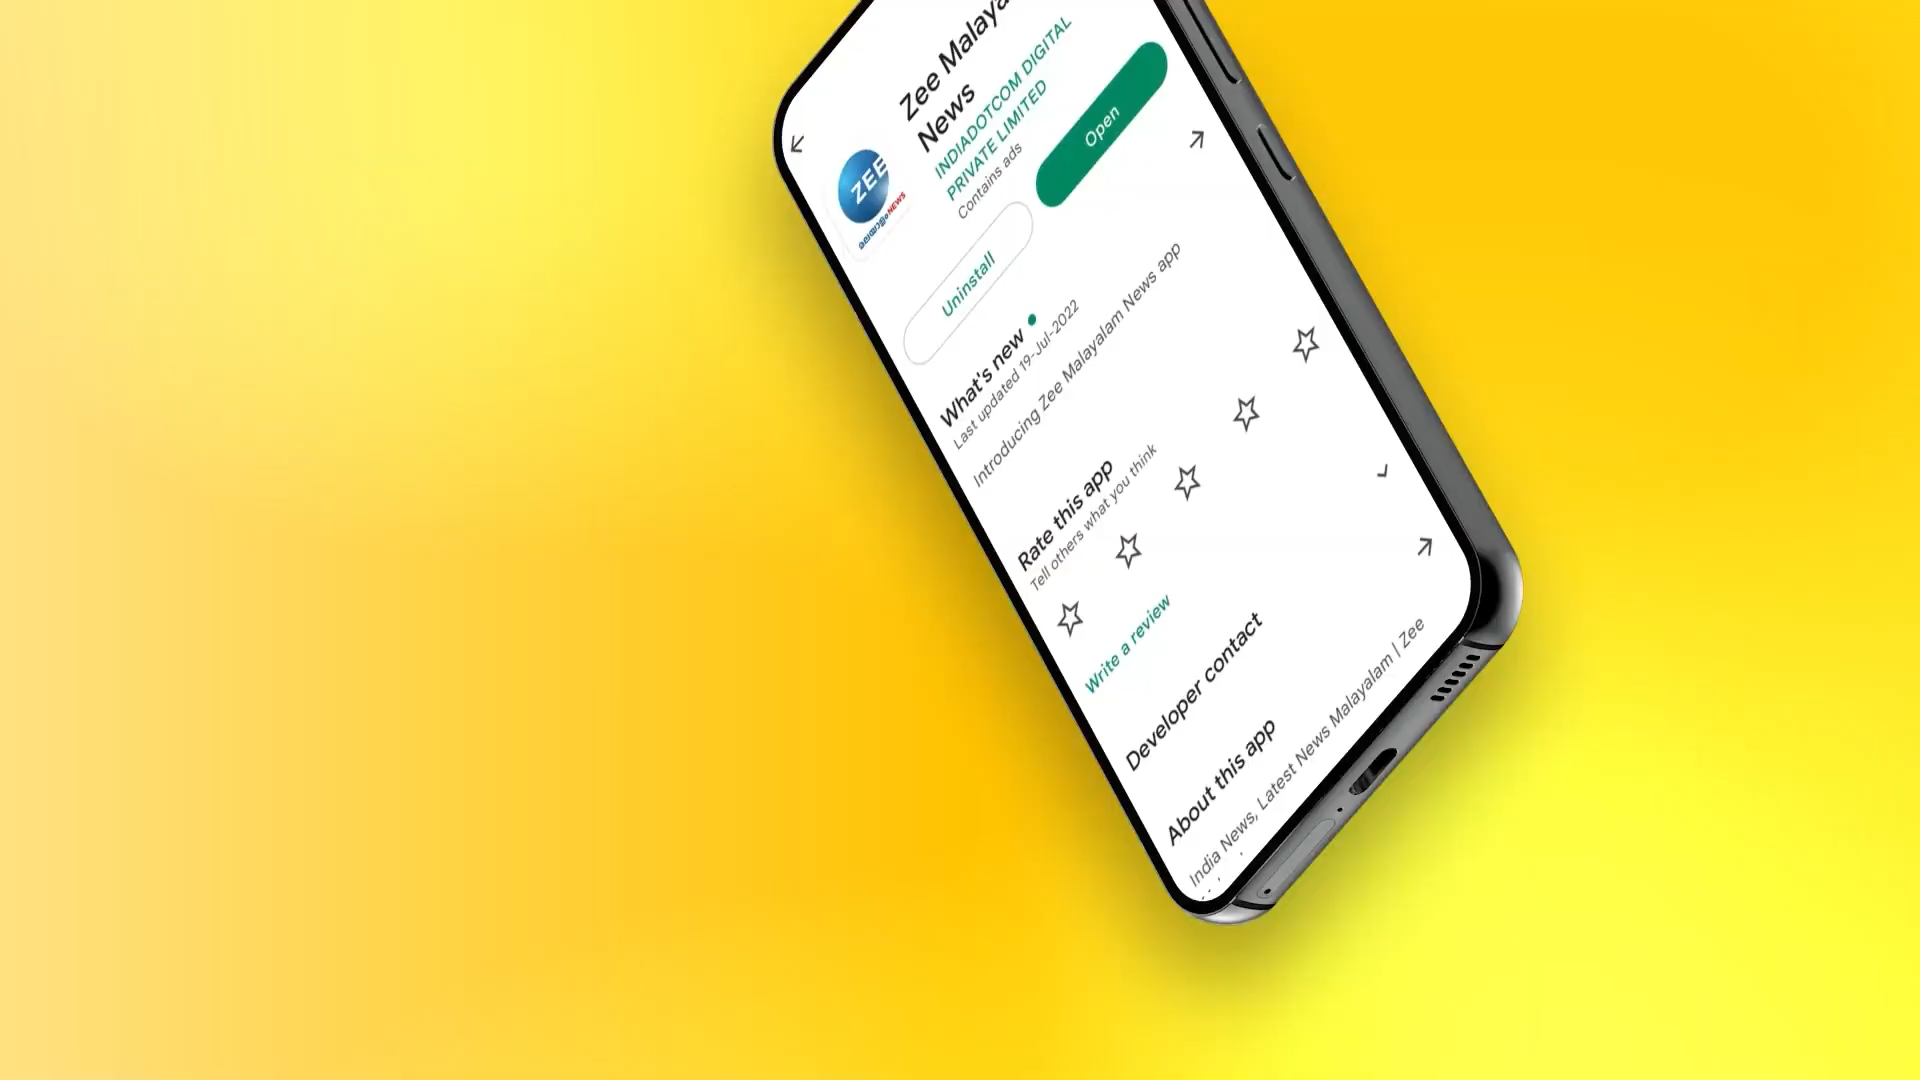 Zee Malaya
News
INDIADOTCOM DIGITAL
PRIVATE LIMITED
Contains ads
ZEE
മലയാളം NEWS
Uninstall
Open
What's new
Last updated 19-Jul-2022
Introducing Zee Malayalam News app
Rate this app
Tell others what you think
Write a review
Developer contact
About this app
India News, Latest News Malayalam | Zee